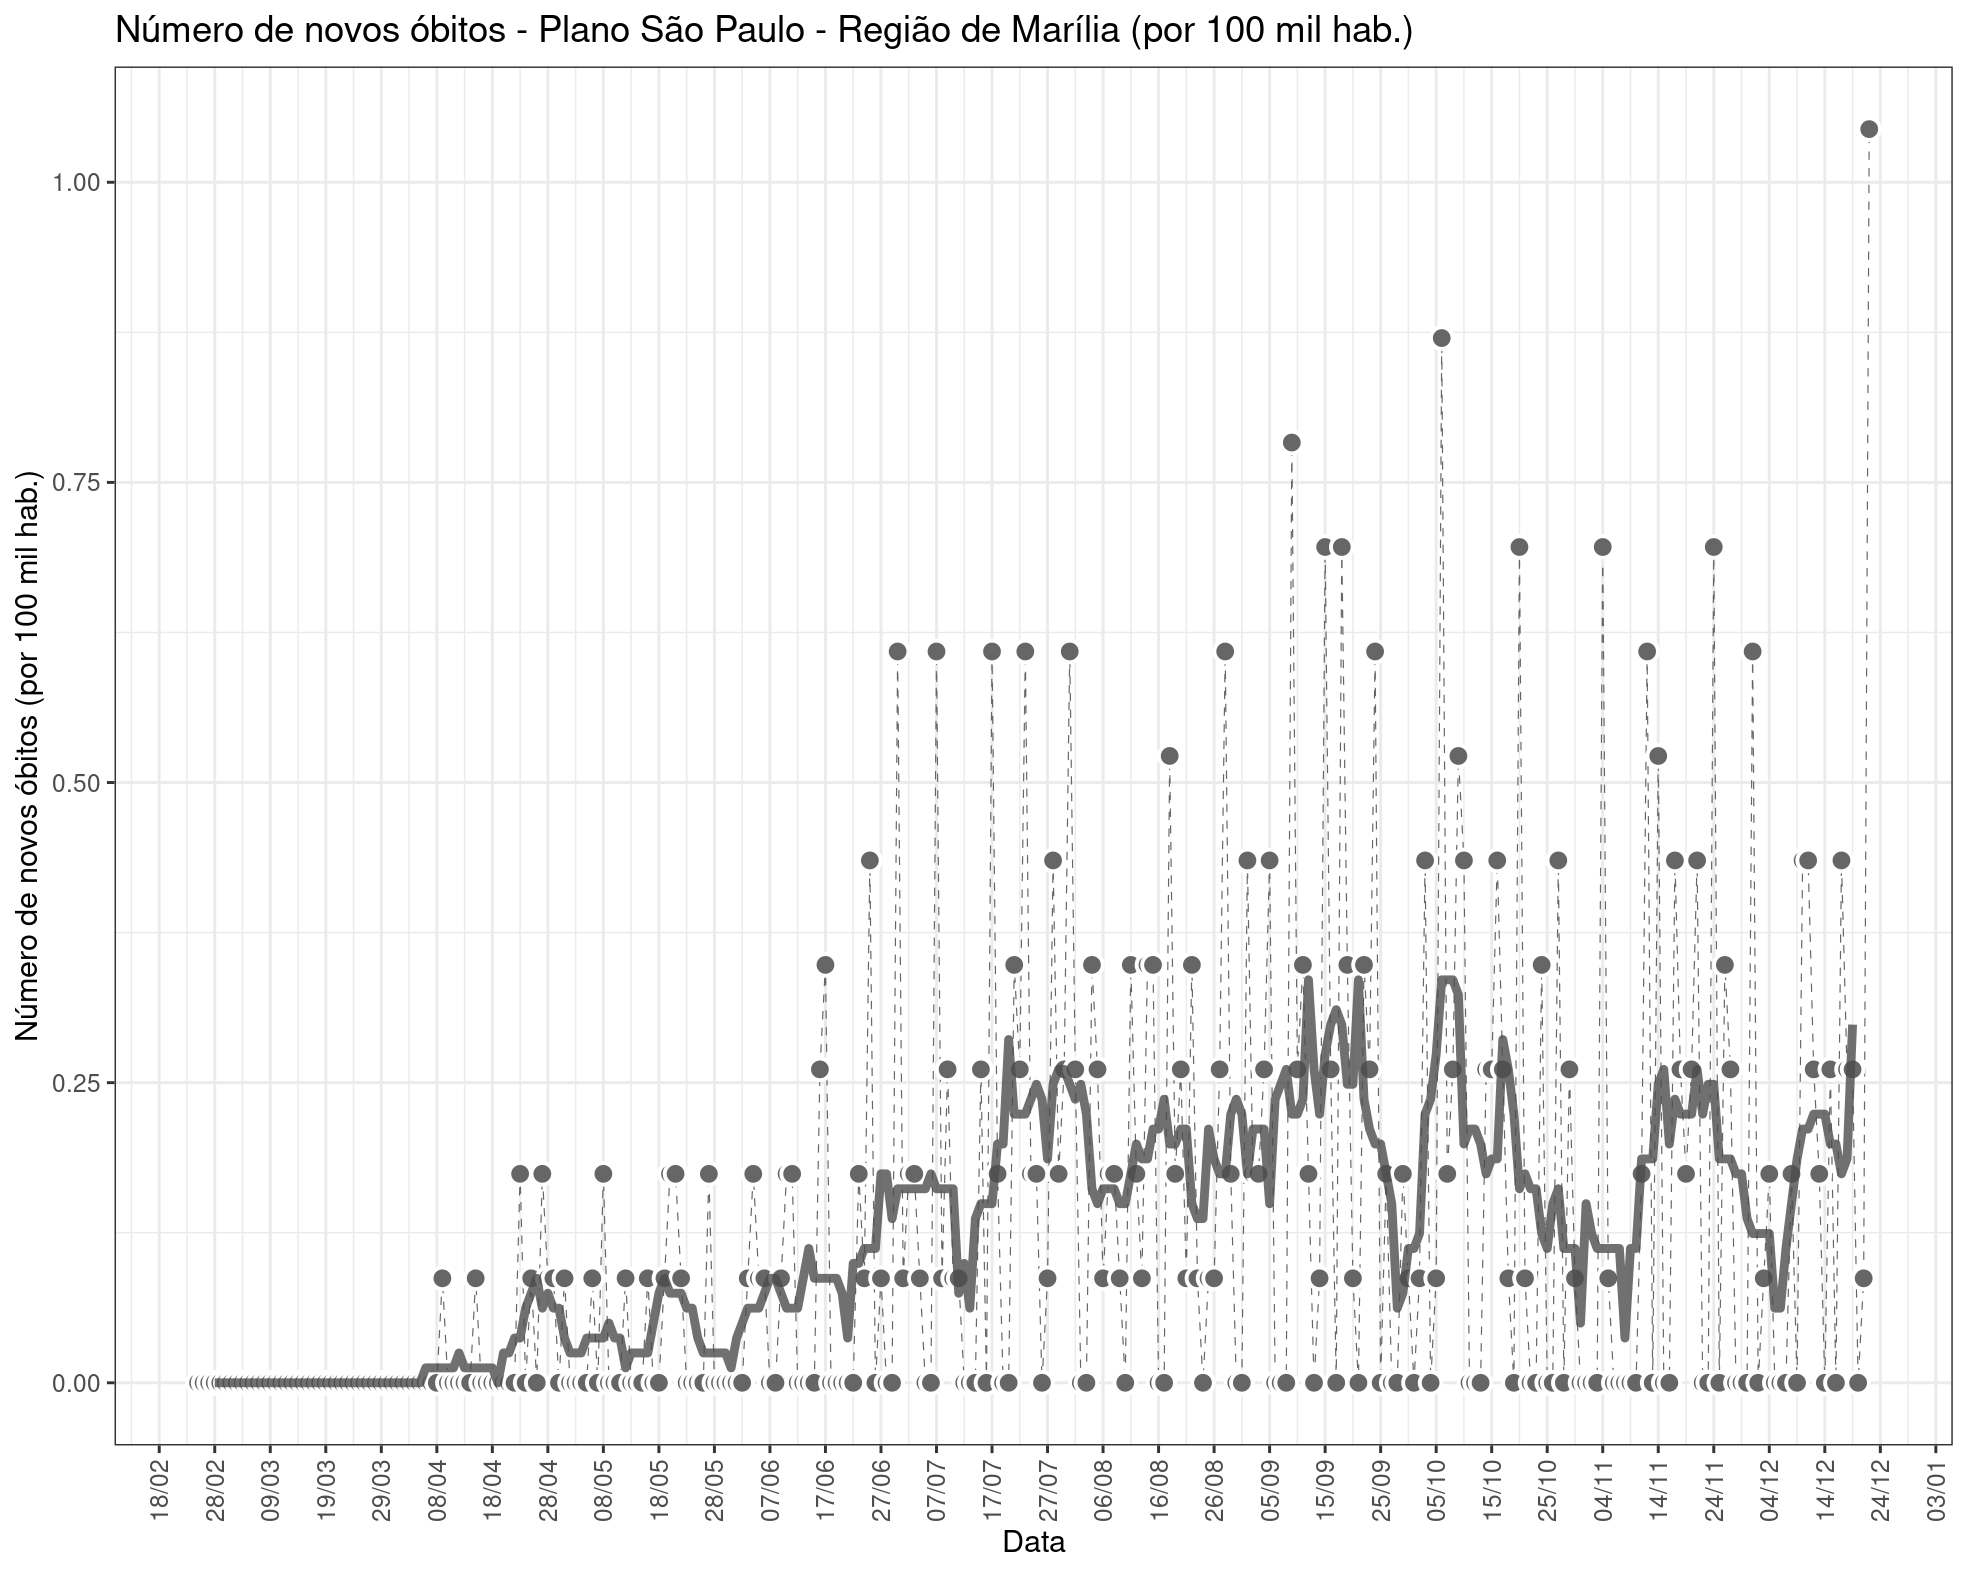 Número de novos óbitos - Plano São Paulo - Região de Marília (por 100 mil hab.)
Número de novos óbitos (por 100 mil hab.)
1.00
0.75
0.50
0.25
0.00
18/02 28/02 09/03 19/03 29/03 08/04 18/04 28/04 08/05 18/05 28/05 07/06 17/06 27/06 07/07 17/07 27/07 06/08 16/08 26/08 05/09 15/09 25/09 05/10 15/10 25/10 04/11 14/11 24/11 04/12 14/12 24/12 03/01
Data